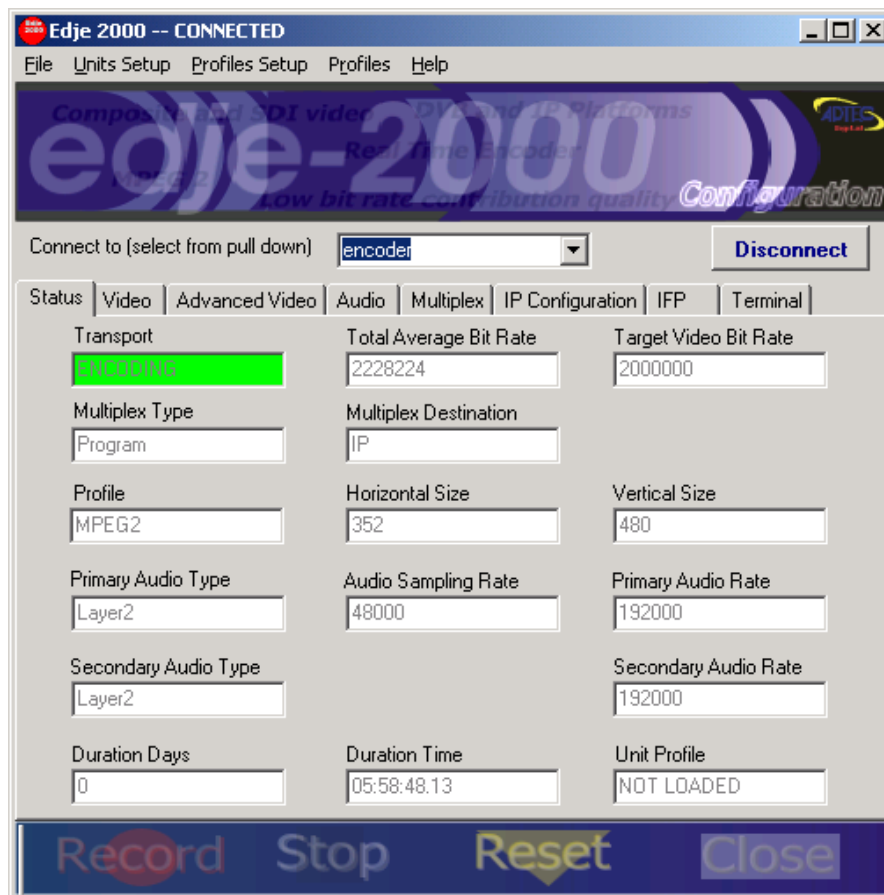 Edje 2000 -- CONNECTED
File Units Setup Profiles Setup Profiles Help
Composite and SDI video DVB and IP Platforms
edje-2000
Real Time Encoder
MPEG 2
Low bit rate contribution quality
ADTEC
Digital
Configuration
Connect to (select from pull down) encoder Disconnect
Status Video Advanced Video Audio Multiplex IP Configuration IFP Terminal
Transport Total Average Bit Rate Target Video Bit Rate
ENCODING 2228224 2000000
Multiplex Type Multiplex Destination
Program IP
Profile Horizontal Size Vertical Size
MPEG2 352 480
Primary Audio Type Audio Sampling Rate Primary Audio Rate
Layer2 48000 192000
Secondary Audio Type Secondary Audio Rate
Layer2 192000
Duration Days Duration Time Unit Profile
0 05:58:48.13 NOT LOADED
Record Stop Reset Close